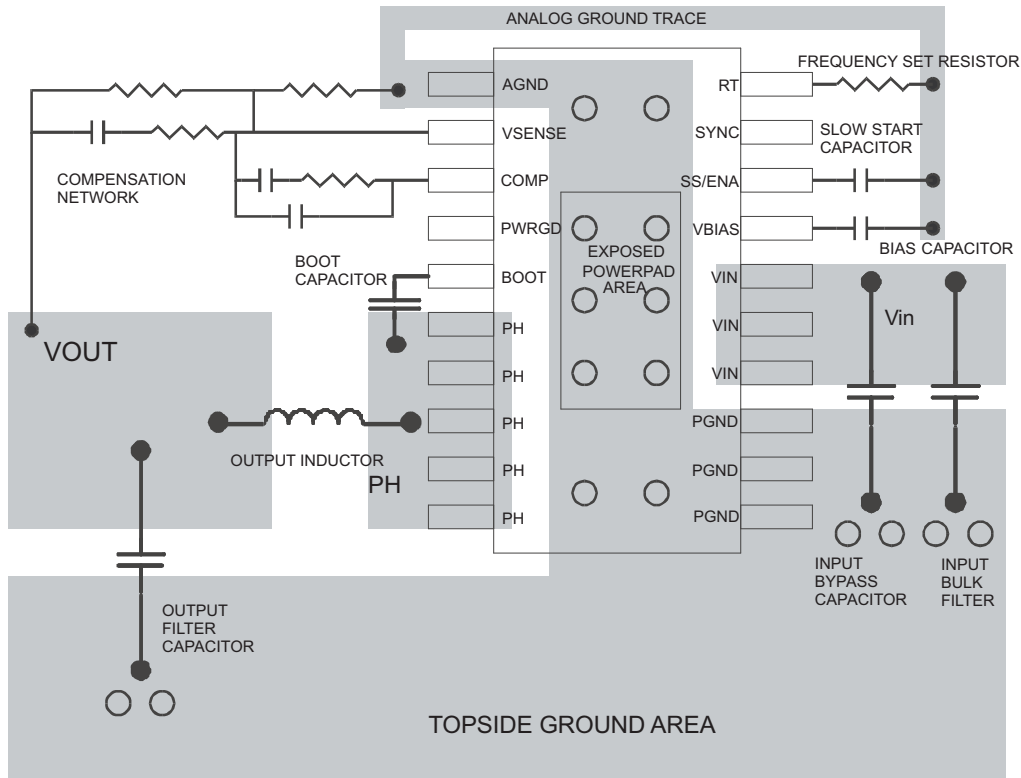 ANALOG GROUND TRACE
FREQUENCY SET RESISTOR
AGND
RT
VSENSE
SYNC
SLOW START
CAPACITOR
COMPENSATION
NETWORK
COMP
SS/ENA
PWRGD
VBIAS
BIAS CAPACITOR
EXPOSED
POWERPAD
AREA
BOOT
CAPACITOR
BOOT
VIN
Vin
PH
VIN
VOUT
PH
VIN
PH
PGND
OUTPUT INDUCTOR
PH
PH
PGND
PH
PGND
INPUT
BYPASS
CAPACITOR
INPUT
BULK
FILTER
OUTPUT
FILTER
CAPACITOR
TOPSIDE GROUND AREA